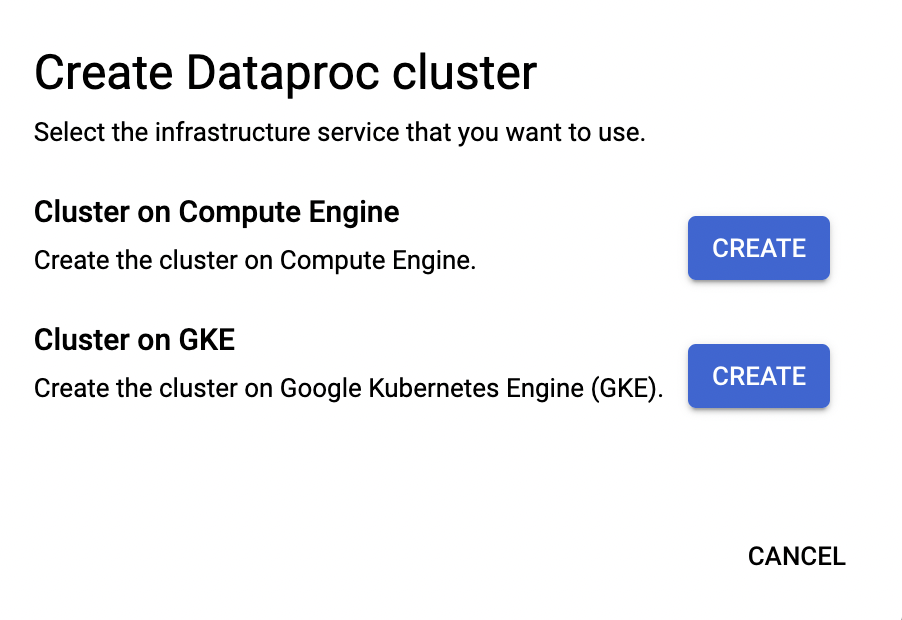 Create Dataproc cluster
Select the infrastructure service that you want to use.
Cluster on Compute Engine
Create the cluster on Compute Engine.
CREATE
Cluster on GKE
Create the cluster on Google Kubernetes Engine (GKE).
CREATE
CANCEL